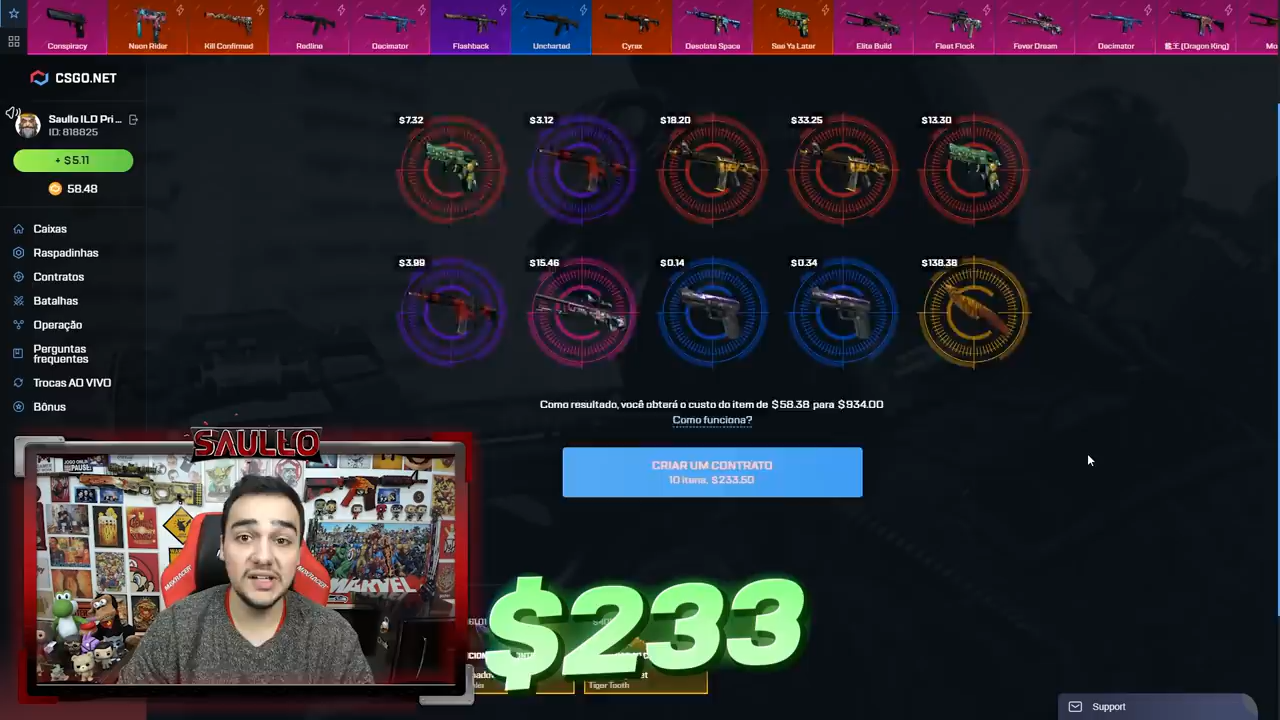 Conspiracy
Neon Rider
Kill Confirmed
Redline
Decimator
Flashback
Uncharted
Cyrex
Desolate Space
See Ya Later
Elite Build
Fleet Flock
Fever Dream
Decimator
龍王 (Dragon King)
CSGO.NET
Saullo ILD Pri ...
ID: 818825
+ $5.11
58.48
Caixas
Raspadinhas
Contratos
Batalhas
Operação
Perguntas
frequentes
Trocas AO VIVO
Bônus
$7.32
$3.12
$18.20
$33.25
$13.30
$3.99
$15.46
$0.14
$0.34
$138.38
Como resultado, você obterá o custo do item de $58.38 para $934.00
Como funciona?
CRIAR UM CONTRATO
10 itens, $233.50
SAULLO
MARVEL
MAXRACER
MAXRACER
$233
Tiger Tooth
Support